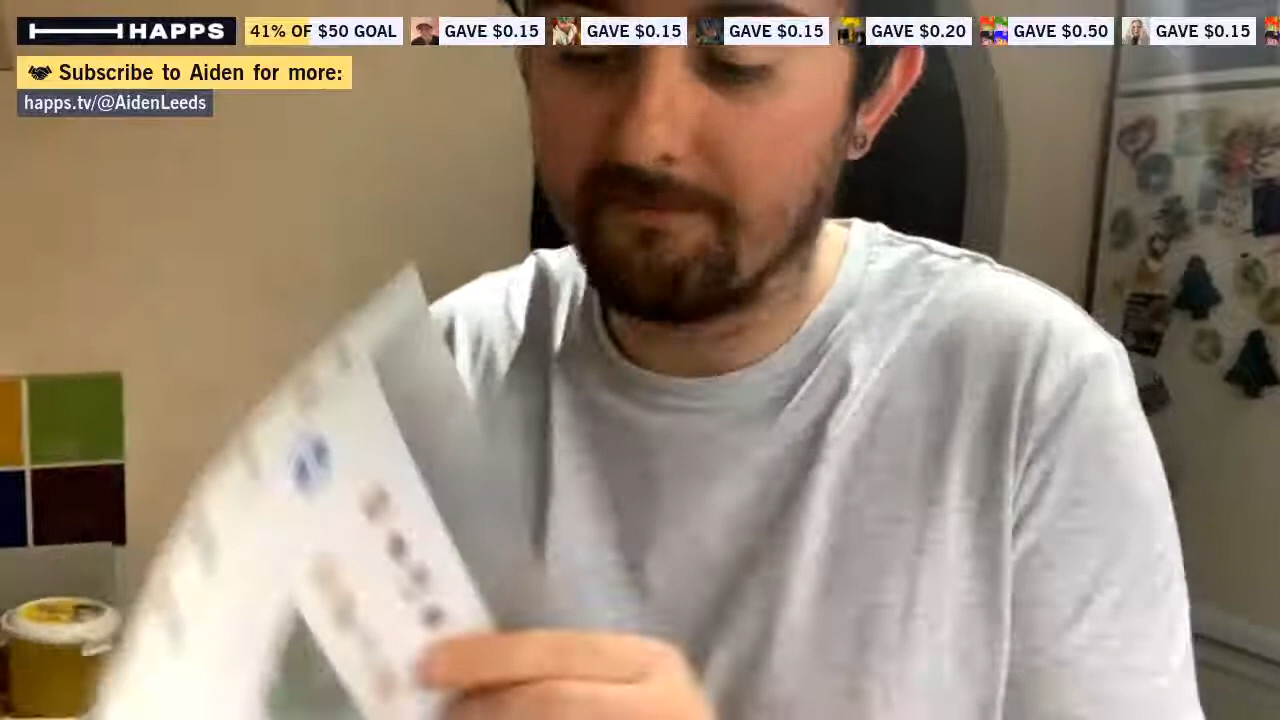 HAPPS 41% OF $50 GOAL GAVE $0.15 GAVE $0.15 GAVE $0.15 GAVE $0.20 GAVE $0.50 GAVE $0.15
Subscribe to Aiden for more:
happs.tv/@AidenLeeds